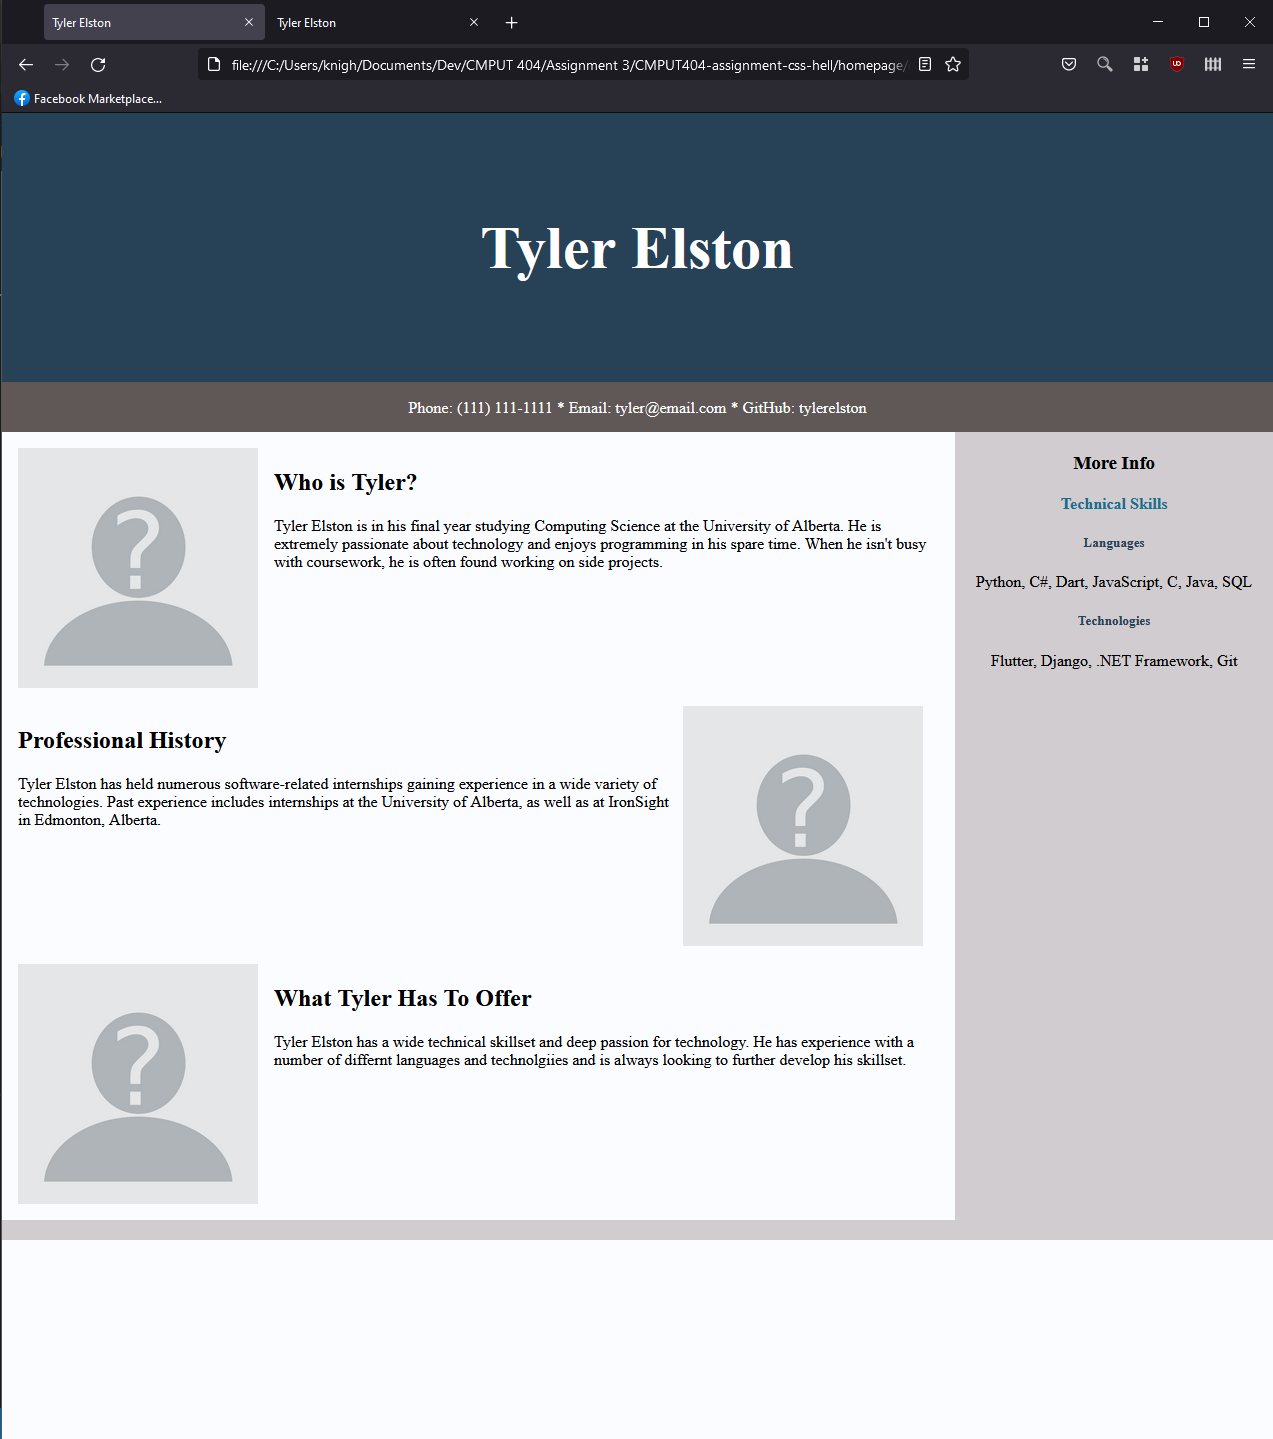 Tyler Elston
Tyler Elston
file:///C:/Users/knigh/Documents/Dev/CMPUT 404/Assignment 3/CMPUT404-assignment-css-hell/homepage/
Facebook Marketplace...
Tyler Elston
Phone: (111) 111-1111 * Email: tyler@email.com * GitHub: tylerelston
Who is Tyler?
Tyler Elston is in his final year studying Computing Science at the University of Alberta. He is
extremely passionate about technology and enjoys programming in his spare time. When he isn't busy
with coursework, he is often found working on side projects.
Professional History
Tyler Elston has held numerous software-related internships gaining experience in a wide variety of
technologies. Past experience includes internships at the University of Alberta, as well as at IronSight
in Edmonton, Alberta.
What Tyler Has To Offer
Tyler Elston has a wide technical skillset and deep passion for technology. He has experience with a
number of differnt languages and technolgiies and is always looking to further develop his skillset.
More Info
Technical Skills
Languages
Python, C#, Dart, JavaScript, C, Java, SQL
Technologies
Flutter, Django, .NET Framework, Git